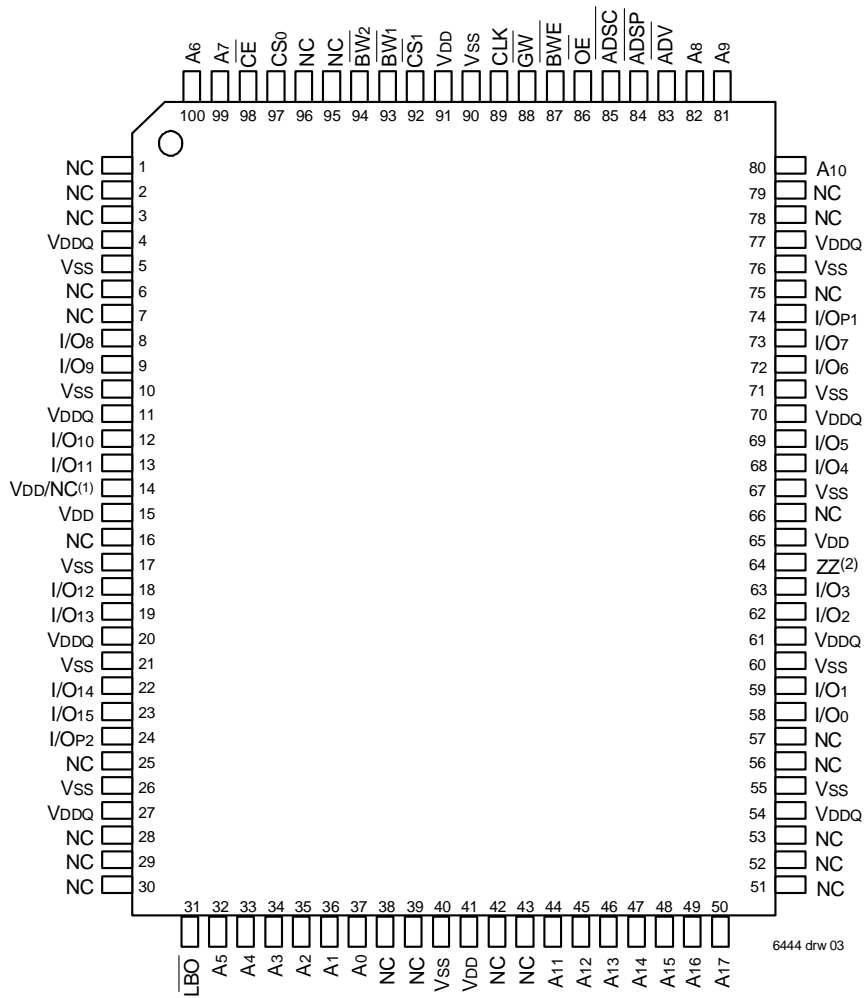 A6 A7 CE CS0 NC NC BW2 BW1 CS1 VDD VSS CLK GW BWE OE ADSC ADSP ADV A8 A9
100 99 98 97 96 95 94 93 92 91 90 89 88 87 86 85 84 83 82 81
NC 1 80 A10
NC 2 79 NC
NC 3 78 NC
VDDQ 4 77 VDDQ
VSS 5 76 VSS
NC 6 75 NC
NC 7 74 I/OP1
I/O8 8 73 I/O7
I/O9 9 72 I/O6
VSS 10 71 VSS
VDDQ 11 70 VDDQ
I/O10 12 69 I/O5
I/O11 13 68 I/O4
VDD/NC(1) 14 67 VSS
VDD 15 66 NC
NC 16 65 VDD
VSS 17 64 ZZ(2)
I/O12 18 63 I/O3
I/O13 19 62 I/O2
VDDQ 20 61 VDDQ
VSS 21 60 VSS
I/O14 22 59 I/O1
I/O15 23 58 I/O0
I/OP2 24 57 NC
NC 25 56 NC
VSS 26 55 VSS
VDDQ 27 54 VDDQ
NC 28 53 NC
NC 29 52 NC
NC 30 51 NC
31 32 33 34 35 36 37 38 39 40 41 42 43 44 45 46 47 48 49 50
LBO A5 A4 A3 A2 A1 A0 NC NC VSS VDD NC NC A11 A12 A13 A14 A15 A16 A17
6444 drw 03